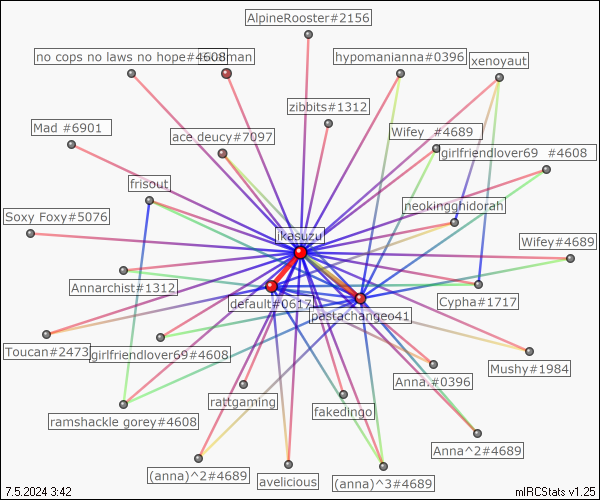 AlpineRooster#2156
no cops no laws no hope#4608
hypomanianna#0396
xenoyaut
zibbits#1312
Mad #6901
ace deucy#7097
Wifey #4689
girlfriendlover69 #4608
frisout
neokingghidorah
Soxy Foxy#5076
ikasuzu
Wifey#4689
Annarchist#1312
default#0617
Cypha#1717
pastachangeo41
Toucan#2473
girlfriendlover69#4608
Anna.#0396
Mushy#1984
rattgaming
fakedingo
ramshackle gorey#4608
Anna^2#4689
(anna)^2#4689
avelicious
(anna)^3#4689
7.5.2024 3:42
mIRCStats v1.25